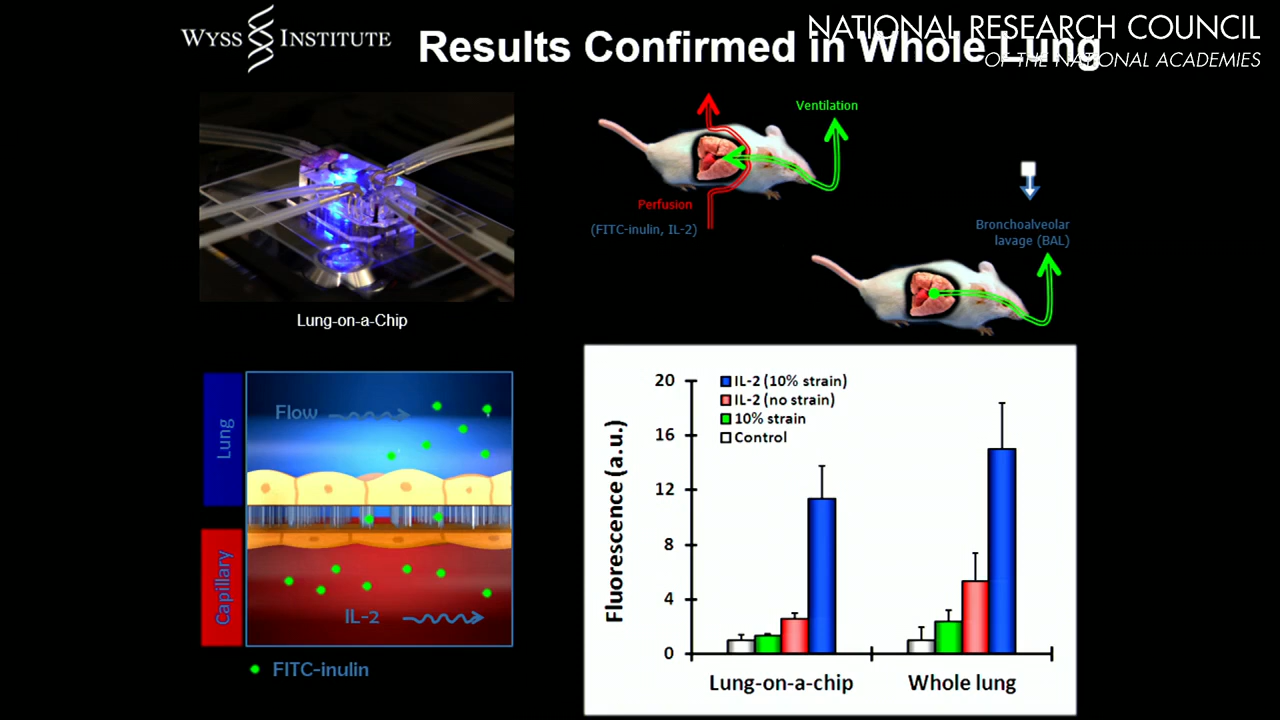 WYSS INSTITUTE
Results Confirmed in Whole Lung
NATIONAL RESEARCH COUNCIL
OF THE NATIONAL ACADEMIES
Lung-on-a-Chip
Ventilation
Perfusion
(FITC-inulin, IL-2)
Bronchoalveolar
lavage (BAL)
Lung
Flow
Capillary
IL-2
FITC-inulin
Fluorescence (a.u.)
20
16
12
8
4
0
IL-2 (10% strain)
IL-2 (no strain)
10% strain
Control
Lung-on-a-chip
Whole lung